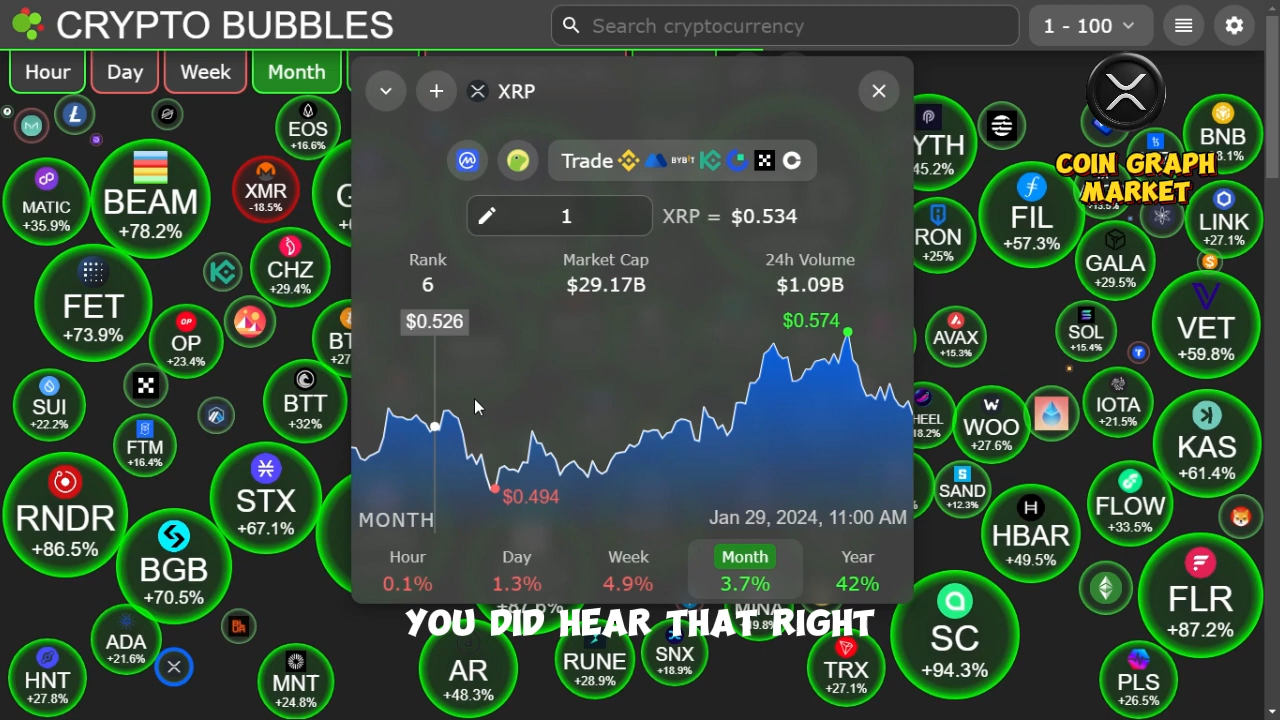 CRYPTO BUBBLES
Search cryptocurrency
1 - 100
Hour
Day
Week
Month
XRP
Trade
BYBIT
1
XRP = $0.534
Rank
Market Cap
24h Volume
6
$29.17B
$1.09B
$0.526
$0.574
$0.494
MONTH
Jan 29, 2024, 11:00 AM
Hour
Day
Week
Month
Year
0.1%
1.3%
4.9%
3.7%
42%
YOU DID HEAR THAT RIGHT
COIN GRAPH
MARKET
EOS
+16.6%
MATIC
+35.9%
BEAM
+78.2%
XMR
-18.5%
CHZ
+29.4%
FET
+73.9%
OP
+23.4%
SUI
+22.2%
BTT
+32%
FTM
+16.4%
STX
+67.1%
RNDR
+86.5%
BGB
+70.5%
ADA
+21.6%
HNT
+27.8%
MNT
+24.8%
AR
+48.3%
RUNE
+28.9%
SNX
+18.9%
TRX
+27.1%
SC
+94.3%
PLS
+26.5%
FLR
+87.2%
HBAR
+49.5%
FLOW
+33.5%
SAND
+12.3%
WOO
+27.6%
IOTA
+21.5%
KAS
+61.4%
AVAX
+15.3%
SOL
+15.4%
VET
+59.8%
GALA
+29.5%
FIL
+57.3%
LINK
+27.1%
BNB
RON
+25%